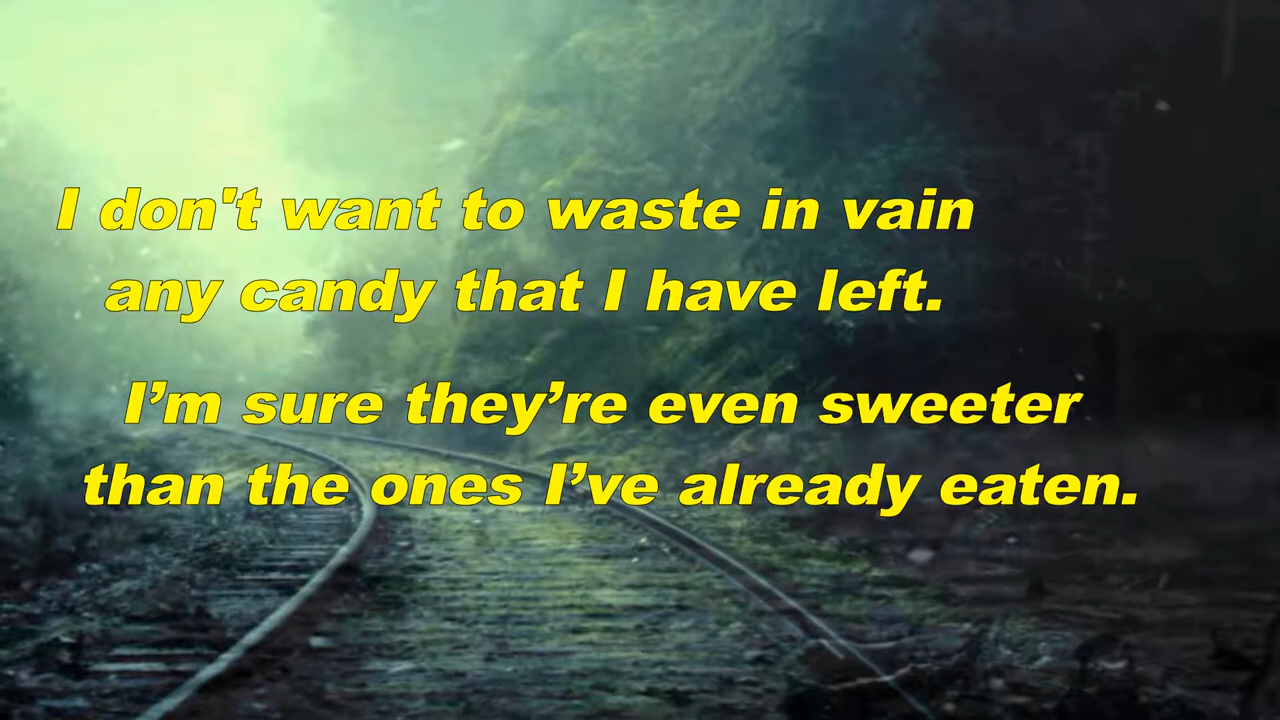 I don't want to waste in vain
any candy that I have left.
I’m sure they’re even sweeter
than the ones I’ve already eaten.